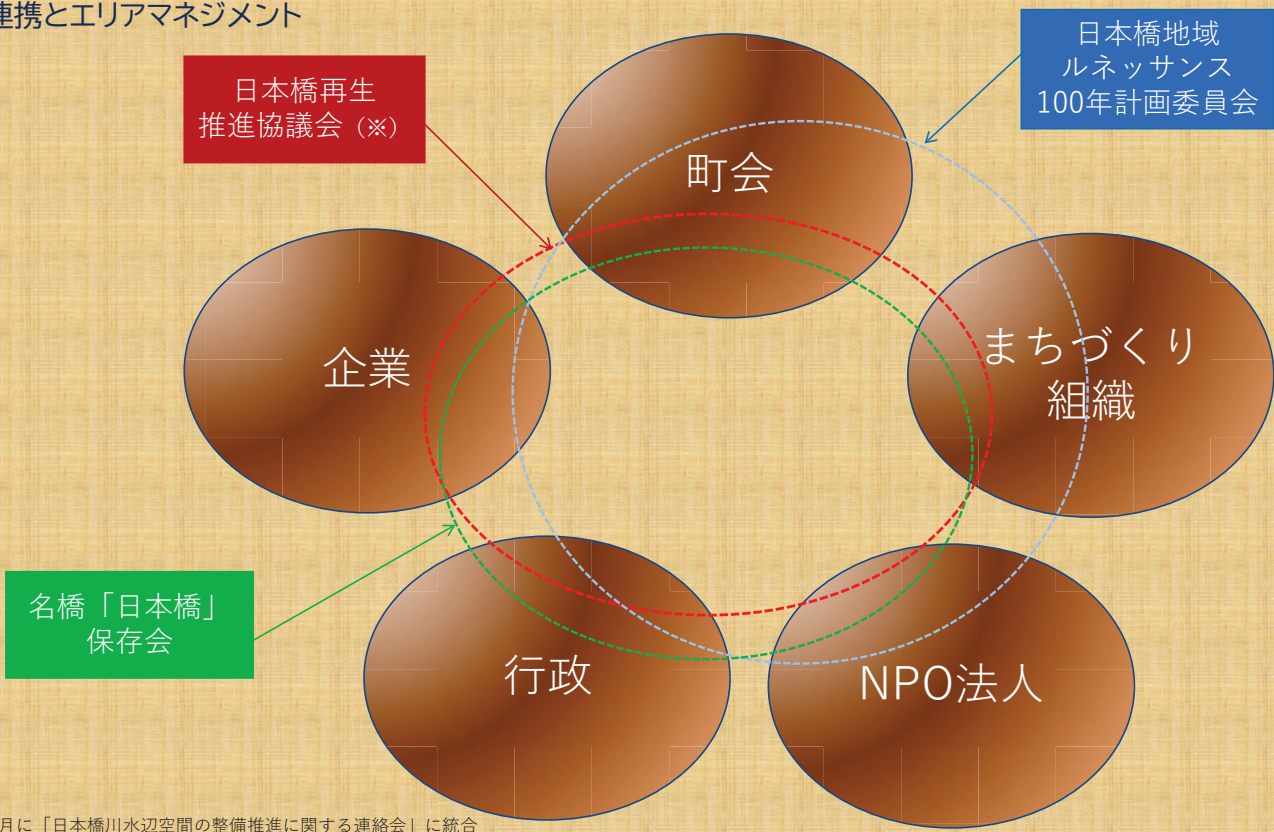 連携とエリアマネジメント
日本橋再生
推進協議会（※）
日本橋地域
ルネッサンス
100年計画委員会
町会
企業
まちづくり
組織
名橋「日本橋」
保存会
行政
NPO法人
月に「日本橋川水辺空間の整備推進に関する連絡会」に統合